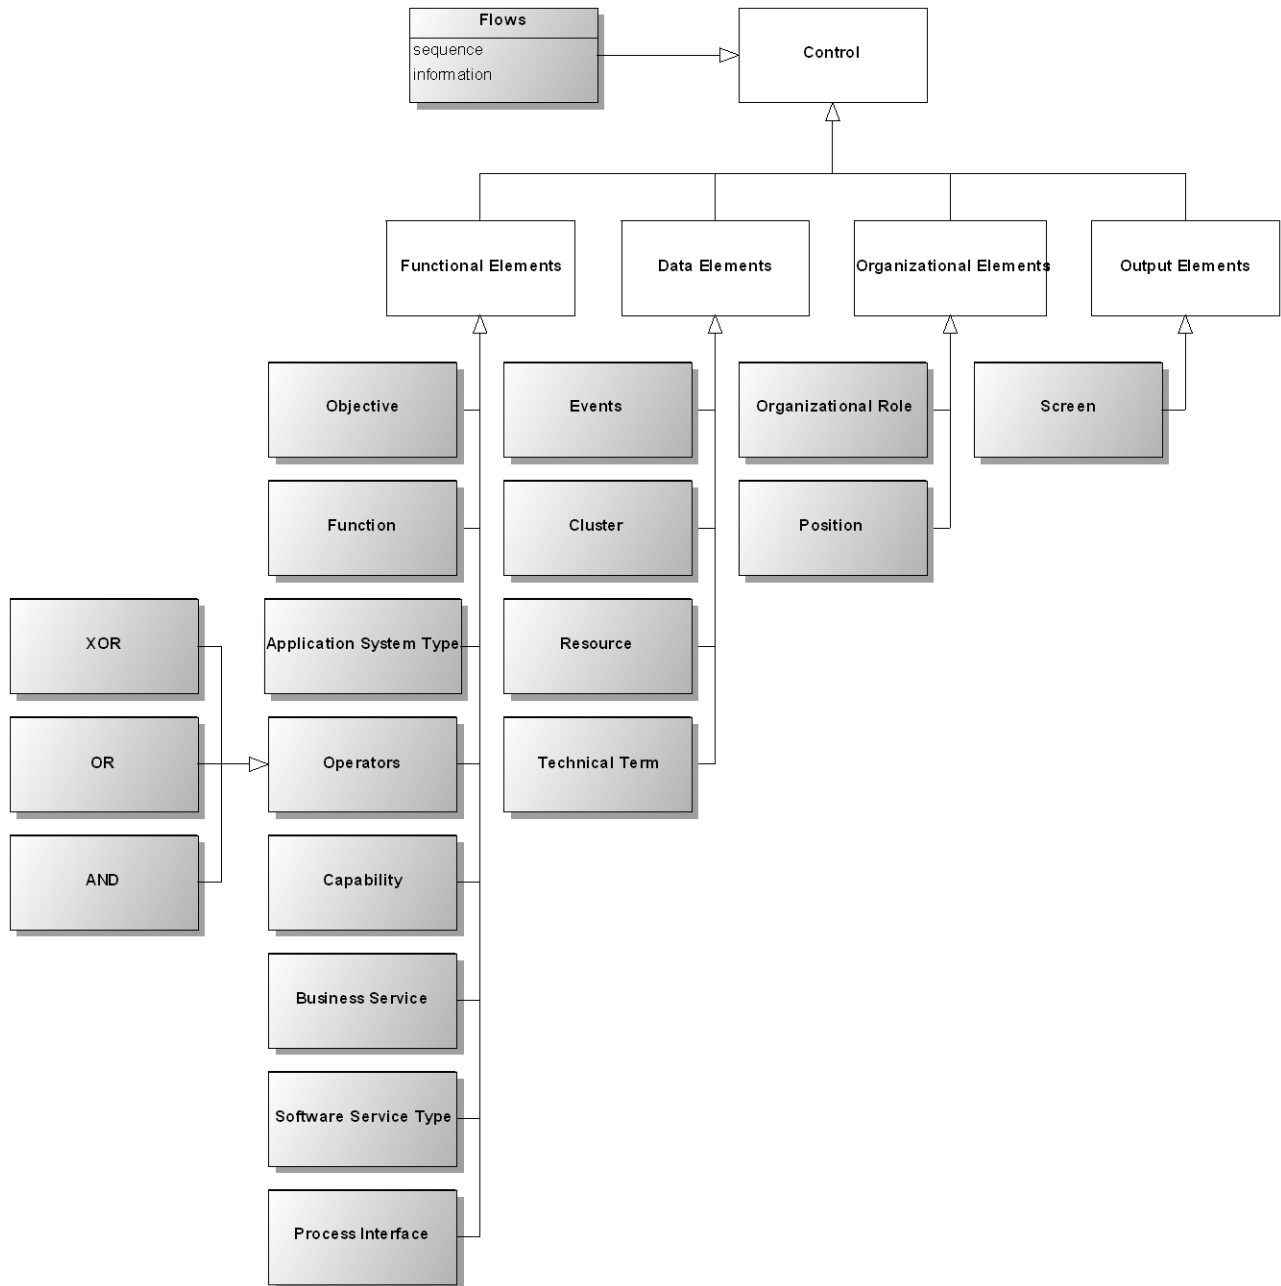 Flows
sequence
information
Control
Functional Elements
Data Elements
Organizational Elements
Output Elements
Objective
Events
Organizational Role
Screen
Function
Cluster
Position
XOR
Application System Type
Resource
OR
Operators
Technical Term
AND
Capability
Business Service
Software Service Type
Process Interface